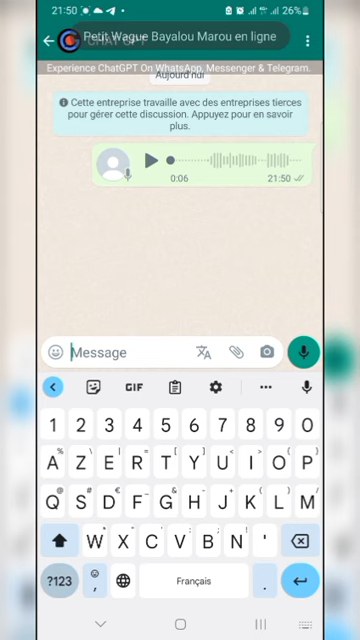 21:50
26%
Petit Wague Bayalou Marou en ligne
Experience ChatGPT On WhatsApp, Messenger & Telegram.
Aujourd'hui
Cette entreprise travaille avec des entreprises tierces
pour gérer cette discussion. Appuyez pour en savoir
plus.
0:06
21:50
Message
GIF
1 2 3 4 5 6 7 8 9 0
A Z E R T Y U I O P
Q S D F G H J K L M
W X C V B N '
?123 , Français .